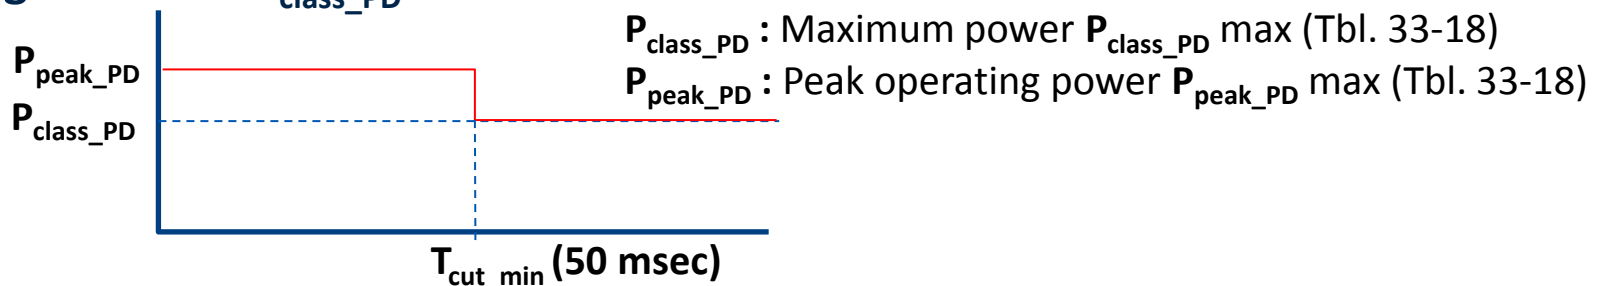 class_PD
P_class_PD : Maximum power P_class_PD max (Tbl. 33-18)
P_peak_PD : Peak operating power P_peak_PD max (Tbl. 33-18)
P_peak_PD
P_class_PD
T_cut_min (50 msec)